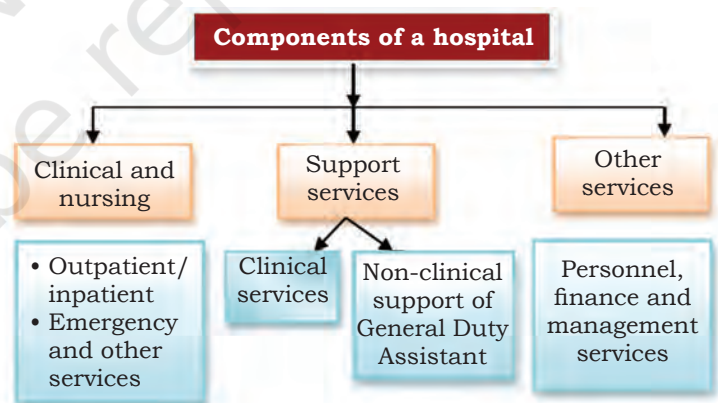 Components of a hospital
Clinical and
nursing
Support
services
Other
services
• Outpatient/
inpatient
• Emergency
and other
services
Clinical
services
Non-clinical
support of
General Duty
Assistant
Personnel,
finance and
management
services